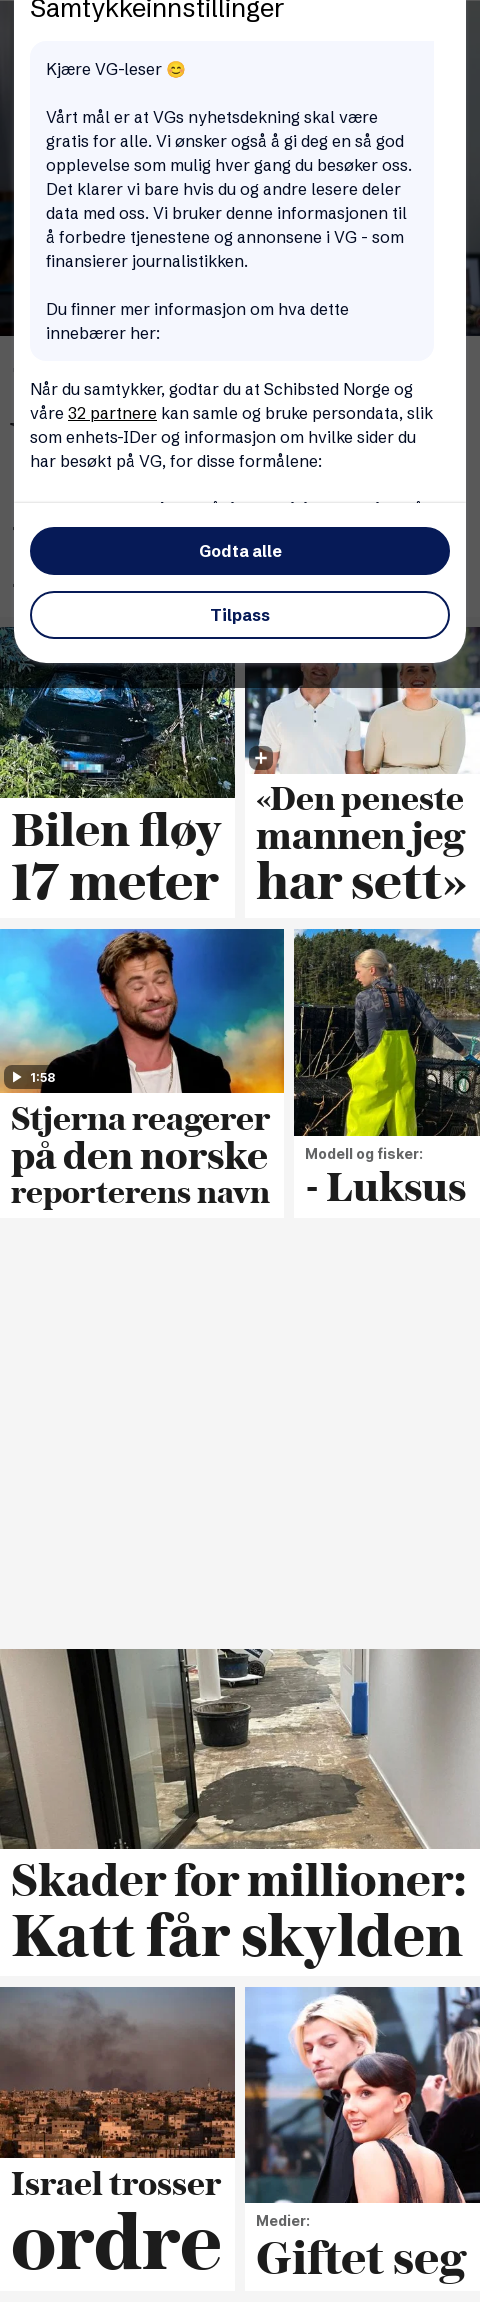 Samtykkeinnstillinger
Kjære VG-leser 😊
Vårt mål er at VGs nyhetsdekning skal være
gratis for alle. Vi ønsker også å gi deg en så god
opplevelse som mulig hver gang du besøker oss.
Det klarer vi bare hvis du og andre lesere deler
data med oss. Vi bruker denne informasjonen til
å forbedre tjenestene og annonsene i VG - som
finansierer journalistikken.
Du finner mer informasjon om hva dette
innebærer her:
Når du samtykker, godtar du at Schibsted Norge og
våre 32 partnere kan samle og bruke persondata, slik
som enhets-IDer og informasjon om hvilke sider du
har besøkt på VG, for disse formålene:
Godta alle
Tilpass
Bilen fløy
17 meter
«Den peneste
mannen jeg
har sett»
1:58
Stjerna reagerer
på den norske
reporterens navn
Modell og fisker:
- Luksus
Skader for millioner:
Katt får skylden
Israel trosser
ordre
Medier:
Giftet seg